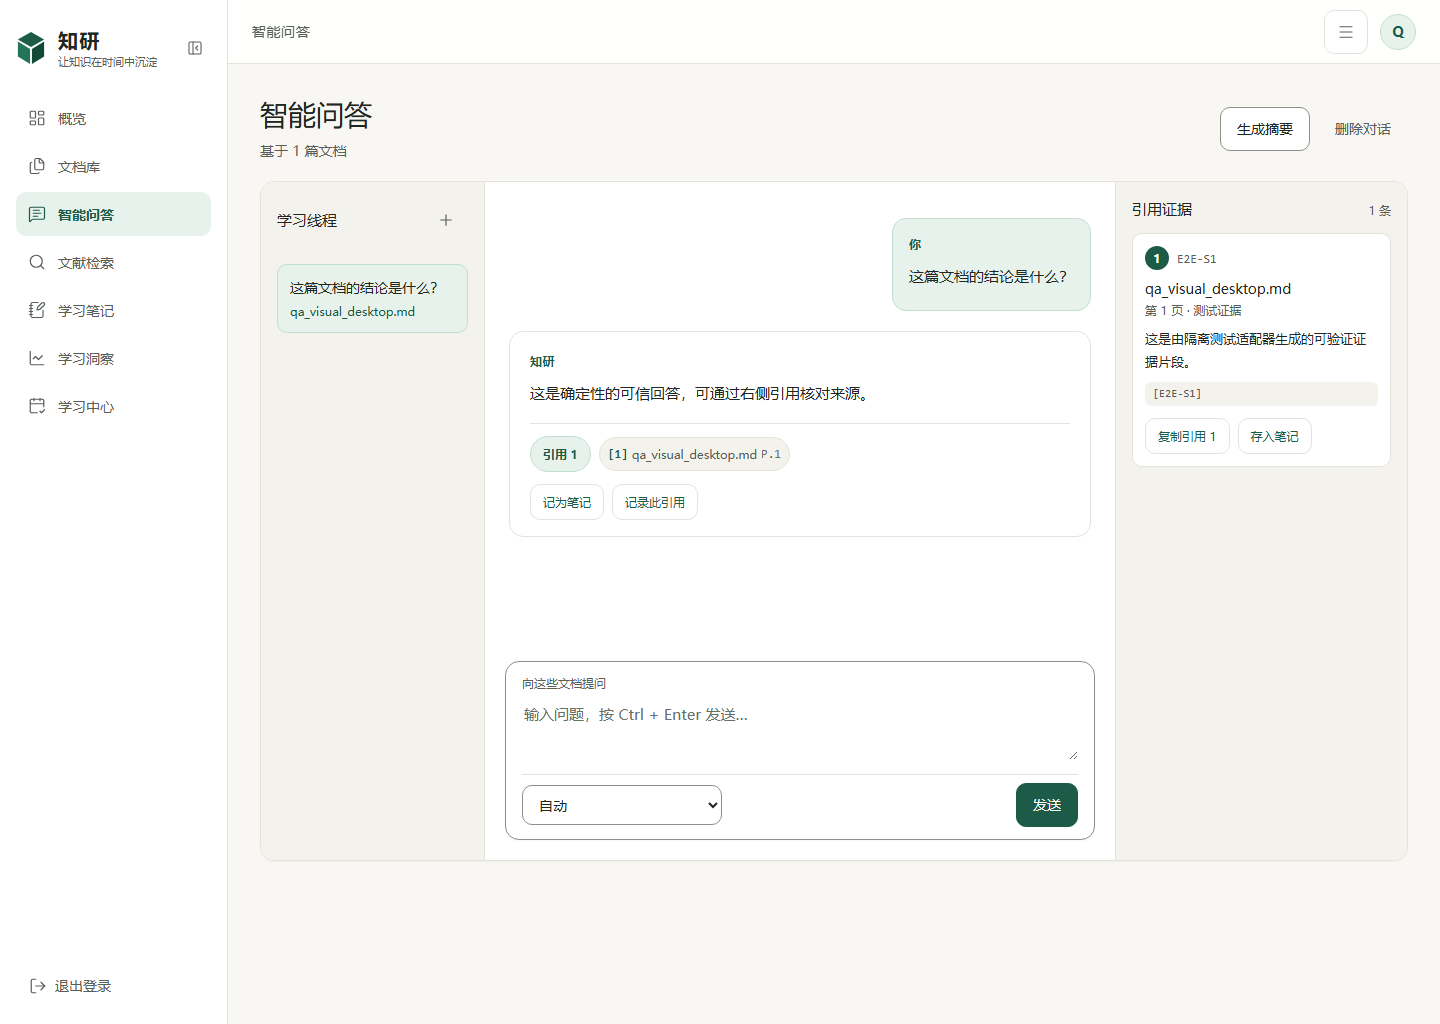 知研
让知识在时间中沉淀
概览
文档库
智能问答
文献检索
学习笔记
学习洞察
学习中心
退出登录
智能问答
Q
智能问答
基于 1 篇文档
生成摘要
删除对话
学习线程
这篇文档的结论是什么？
qa_visual_desktop.md
你
这篇文档的结论是什么？
知研
这是确定性的可信回答，可通过右侧引用核对来源。
引用 1
[1] qa_visual_desktop.md P.1
记为笔记
记录此引用
向这些文档提问
输入问题，按 Ctrl + Enter 发送...
自动
发送
引用证据
1 条
1 E2E-S1
qa_visual_desktop.md
第 1 页 · 测试证据
这是由隔离测试适配器生成的可验证证
据片段。
[E2E-S1]
复制引用 1
存入笔记